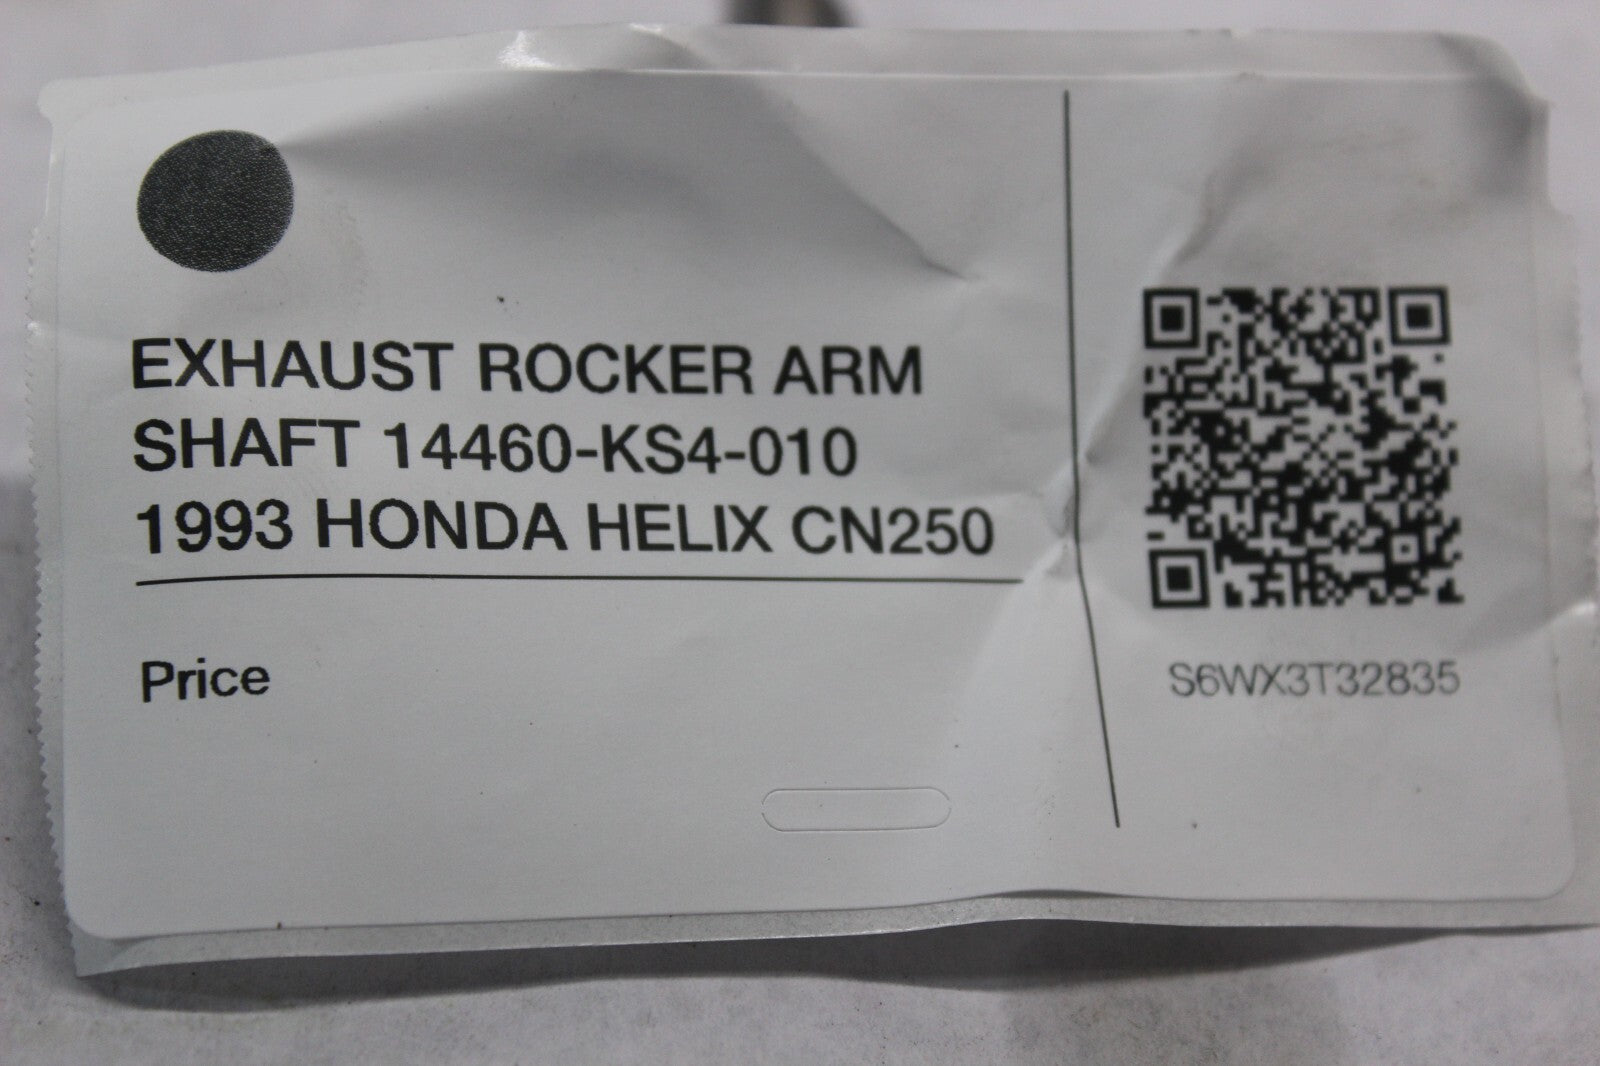 EXHAUST ROCKER ARM
SHAFT 14460-KS4-010
1993 HONDA HELIX CN250
Price
S6WX3T32835